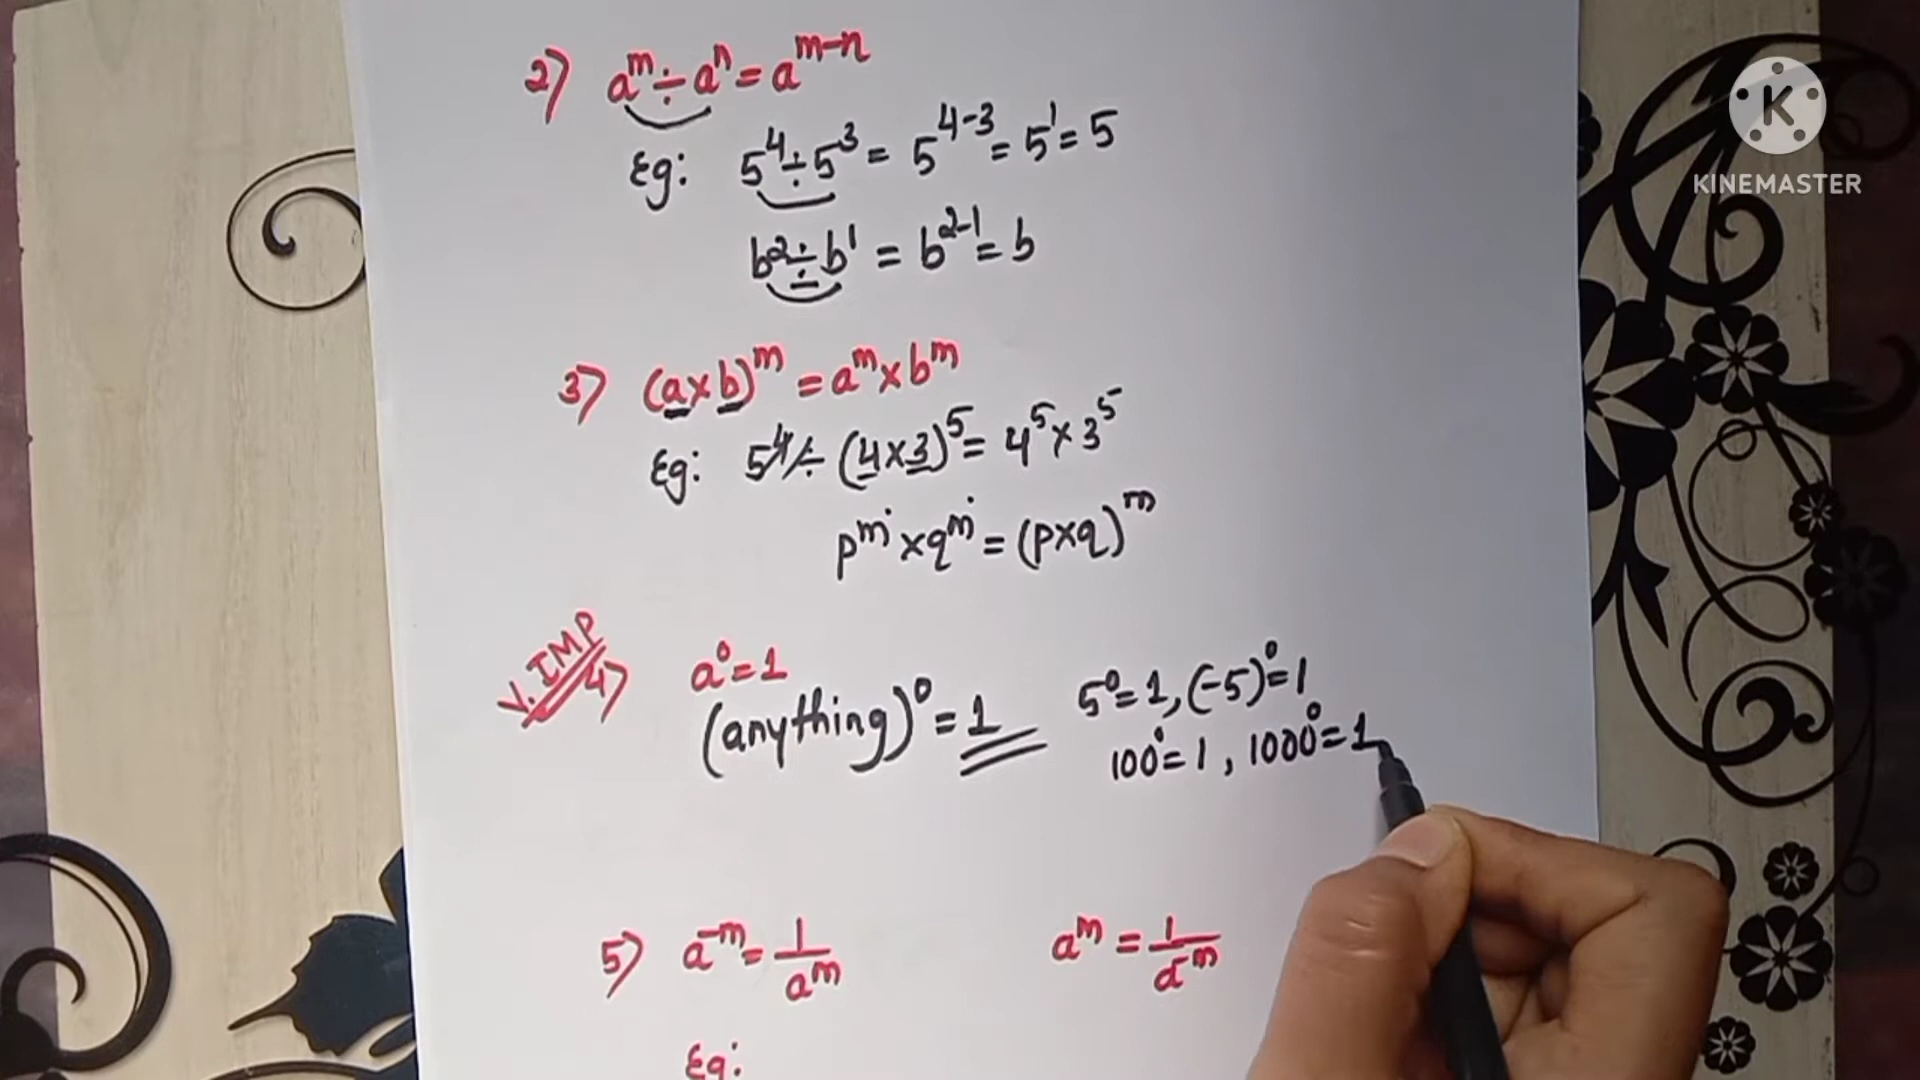 2) a^m ÷ a^n = a^(m-n)
Eg: 5^4 ÷ 5^3 = 5^(4-3) = 5^1 = 5
b^2 ÷ b^1 = b^(2-1) = b
3) (a×b)^m = a^m × b^m
Eg: 5^4 ÷ (4×3)^5 = 4^5 × 3^5
p^m × q^m = (p×q)^m
V. IMP
4) a^0 = 1
(anything)^0 = 1
5^0 = 1, (-5)^0 = 1
100^0 = 1, 1000^0 = 1
5) a^-m = 1/a^m
a^m = 1/a^-m
Eg:
K
KINEMASTER